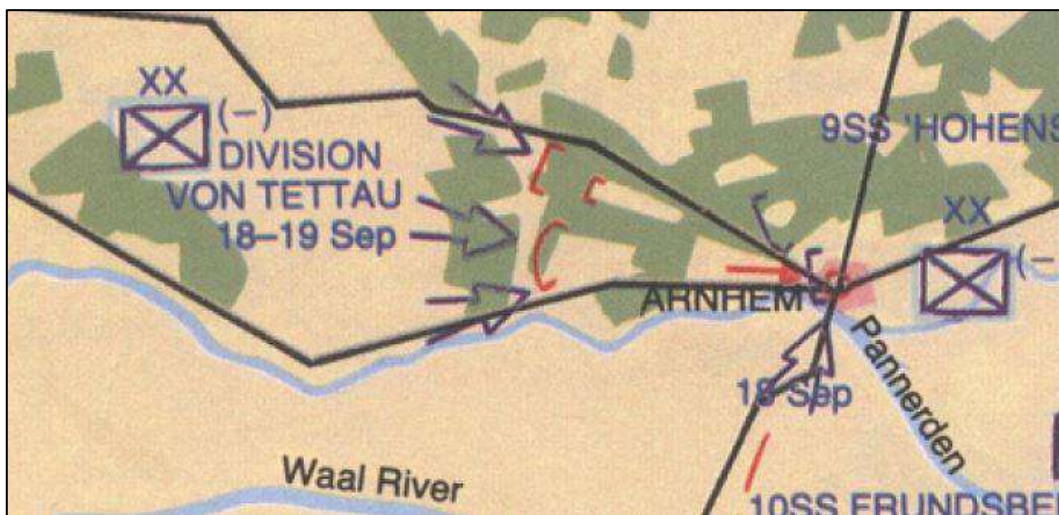 XX
(–)
DIVISION
VON TETTAU
18–19 Sep
9SS 'HOHENS
XX
(–
ARNHEM
Pannerden
18 Sep
Waal River
10SS FRUNDSBE